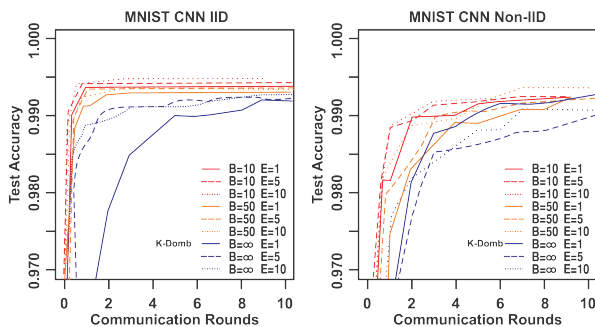 MNIST CNN IID
1.000
0.990
0.980
0.970
Test Accuracy
B=10 E=1
B=10 E=5
B=10 E=10
B=50 E=1
B=50 E=5
B=50 E=10
K-Domb B=∞ E=1
B=∞ E=5
B=∞ E=10
0 2 4 6 8 10
Communication Rounds
MNIST CNN Non-IID
1.000
0.990
0.980
0.970
Test Accuracy
B=10 E=1
B=10 E=5
B=10 E=10
B=50 E=1
B=50 E=5
B=50 E=10
K-Domb B=∞ E=1
B=∞ E=5
B=∞ E=10
0 2 4 6 8 10
Communication Rounds